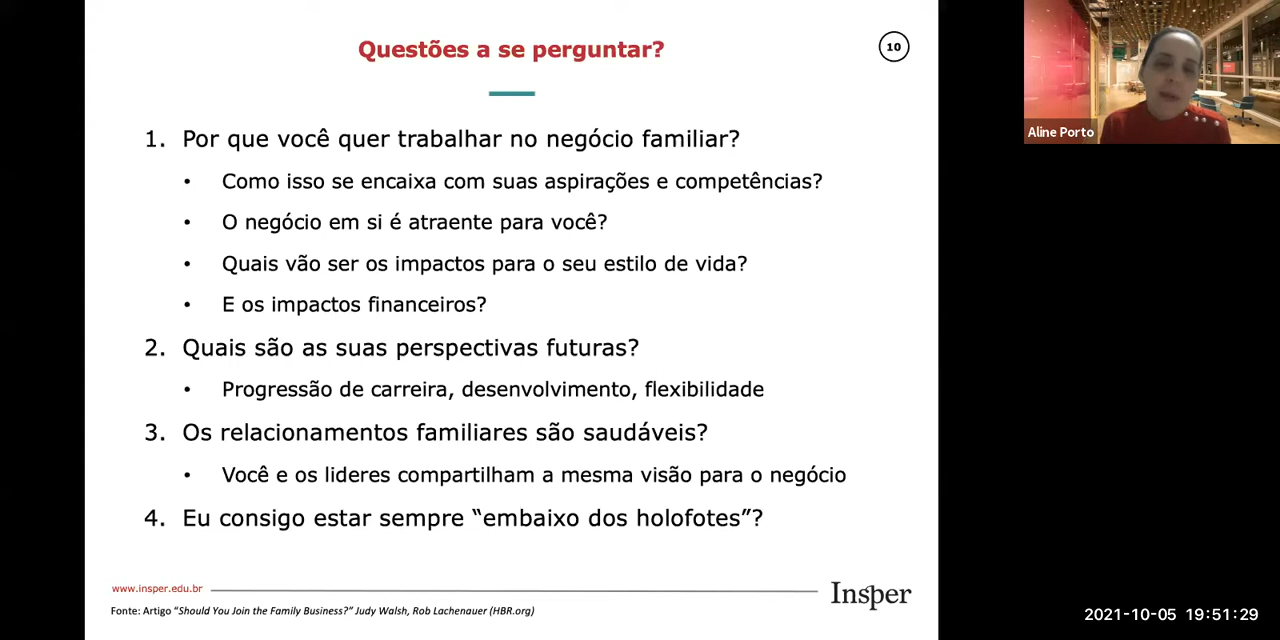 Questões a se perguntar?
10
1. Por que você quer trabalhar no negócio familiar?
• Como isso se encaixa com suas aspirações e competências?
• O negócio em si é atraente para você?
• Quais vão ser os impactos para o seu estilo de vida?
• E os impactos financeiros?
2. Quais são as suas perspectivas futuras?
• Progressão de carreira, desenvolvimento, flexibilidade
3. Os relacionamentos familiares são saudáveis?
• Você e os lideres compartilham a mesma visão para o negócio
4. Eu consigo estar sempre “embaixo dos holofotes”?
www.insper.edu.br
Insper
Fonte: Artigo “Should You Join the Family Business?” Judy Walsh, Rob Lachenauer (HBR.org)
Aline Porto
2021-10-05 19:51:29